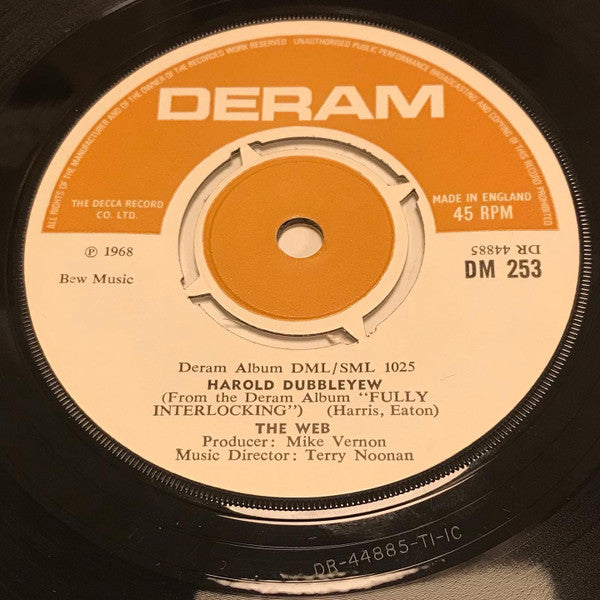 ALL RIGHTS OF THE MANUFACTURER AND OF THE OWNER OF THE RECORDED WORK RESERVED UNAUTHORISED PUBLIC PERFORMANCE BROADCASTING AND COPYING OF THIS RECORD PROHIBITED
DERAM
THE DECCA RECORD
CO. LTD.
MADE IN ENGLAND
45 RPM
℗ 1968
DR 44885
Bew Music
DM 253
Deram Album DML/SML 1025
HAROLD DUBBLEYEW
(From the Deram Album "FULLY
INTERLOCKING") (Harris, Eaton)
THE WEB
Producer: Mike Vernon
Music Director: Terry Noonan
DR-44885-T1-1C